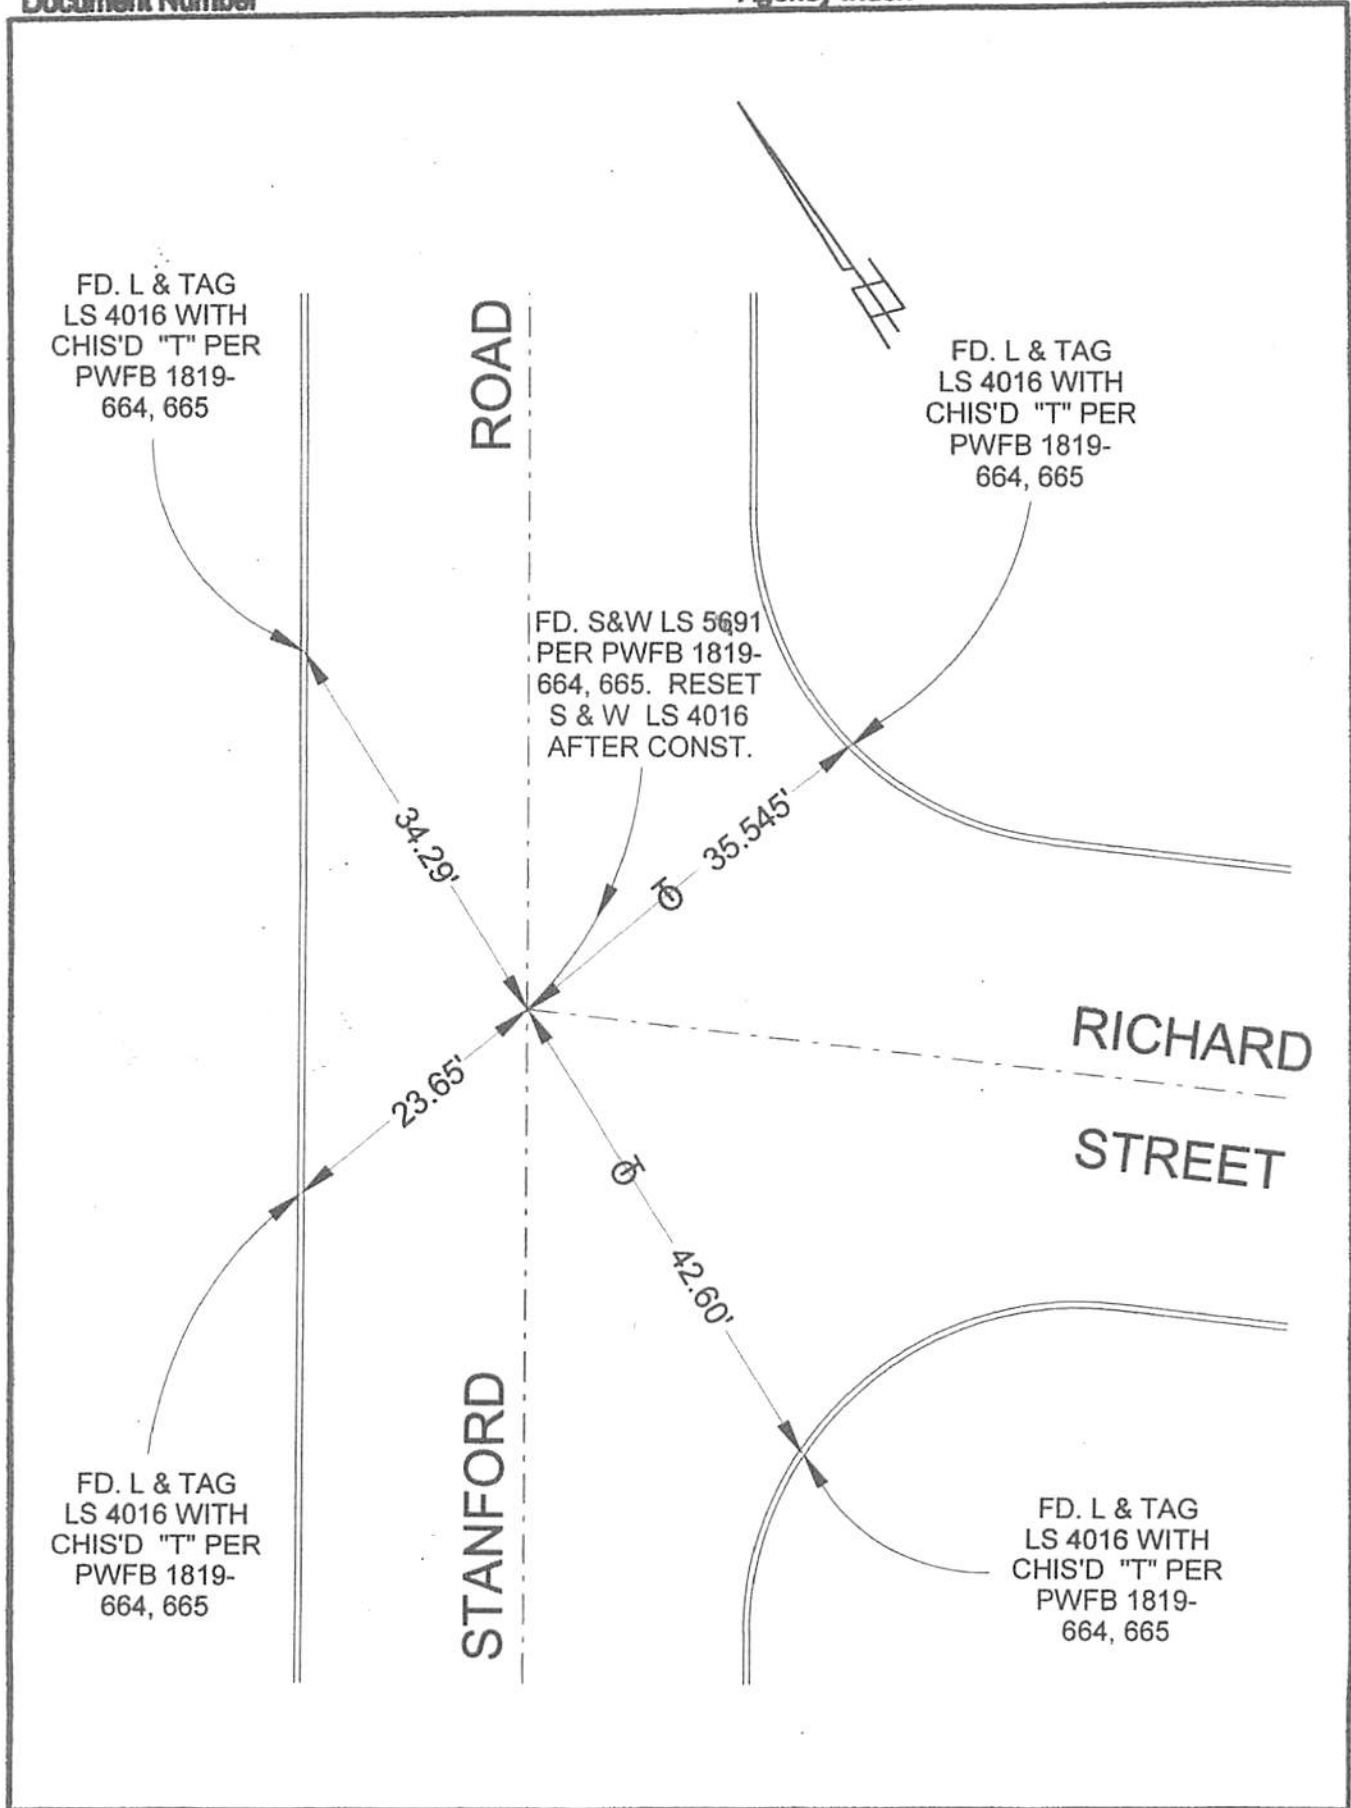 Document Number
FD. L & TAG
LS 4016 WITH
CHIS'D "T" PER
PWFB 1819-
664, 665
ROAD
FD. L & TAG
LS 4016 WITH
CHIS'D "T" PER
PWFB 1819-
664, 665
FD. S&W LS 5691
PER PWFB 1819-
664, 665. RESET
S & W LS 4016
AFTER CONST.
34.29'
35.545'
23.65'
42.60'
RICHARD
STREET
STANFORD
FD. L & TAG
LS 4016 WITH
CHIS'D "T" PER
PWFB 1819-
664, 665
FD. L & TAG
LS 4016 WITH
CHIS'D "T" PER
PWFB 1819-
664, 665